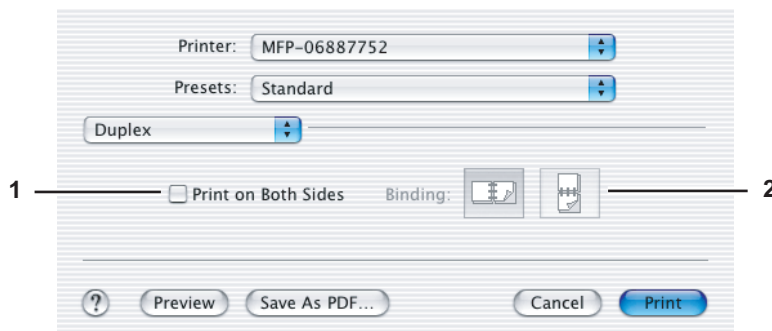 Printer: MFP-06887752
Presets: Standard
Duplex
1 Print on Both Sides Binding: 2
? Preview Save As PDF... Cancel Print